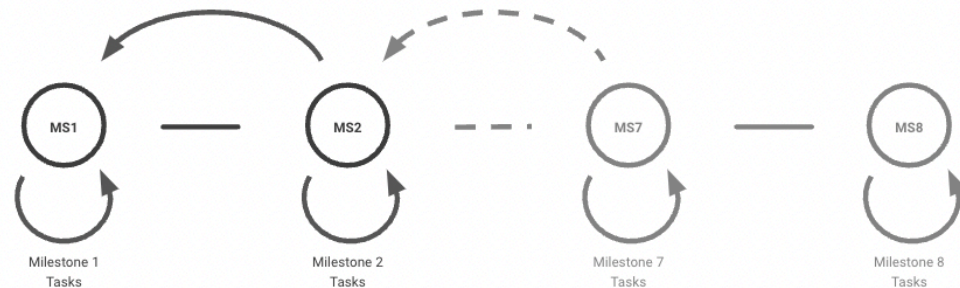 MS1
MS2
MS7
MS8
Milestone 1
Tasks
Milestone 2
Tasks
Milestone 7
Tasks
Milestone 8
Tasks